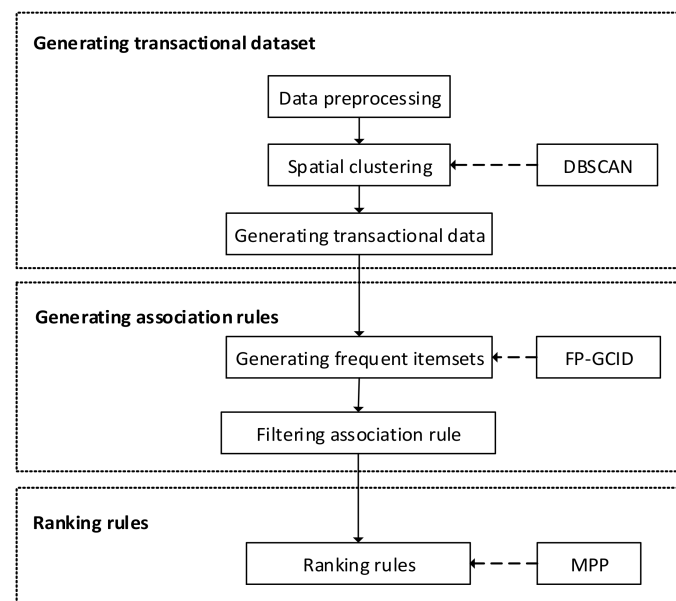 Generating transactional dataset
Data preprocessing
Spatial clustering
DBSCAN
Generating transactional data
Generating association rules
Generating frequent itemsets
FP-GCID
Filtering association rule
Ranking rules
Ranking rules
MPP